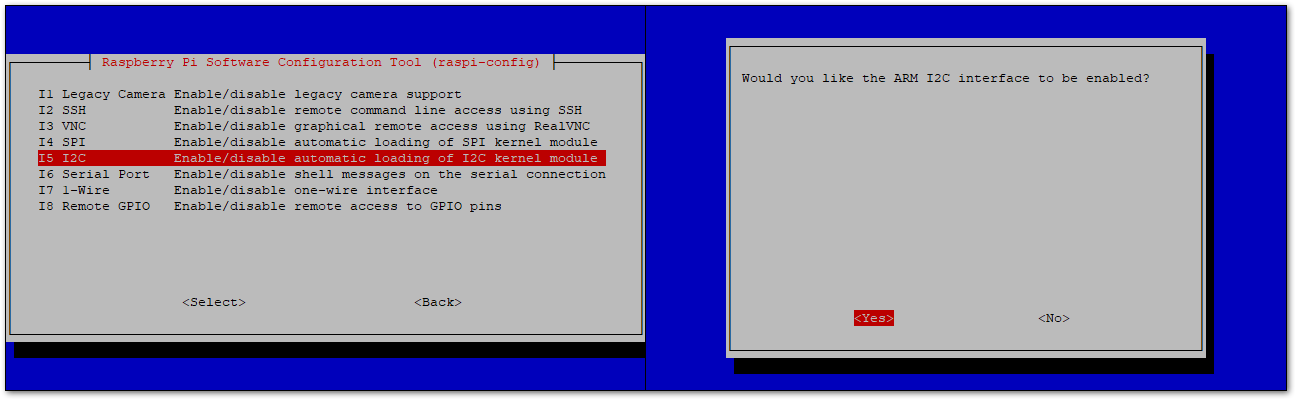 Raspberry Pi Software Configuration Tool (raspi-config)
I1 Legacy Camera Enable/disable legacy camera support
I2 SSH Enable/disable remote command line access using SSH
I3 VNC Enable/disable graphical remote access using RealVNC
I4 SPI Enable/disable automatic loading of SPI kernel module
I5 I2C Enable/disable automatic loading of I2C kernel module
I6 Serial Port Enable/disable shell messages on the serial connection
I7 1-Wire Enable/disable one-wire interface
I8 Remote GPIO Enable/disable remote access to GPIO pins
<Select> <Back>
Would you like the ARM I2C interface to be enabled?
<Yes> <No>